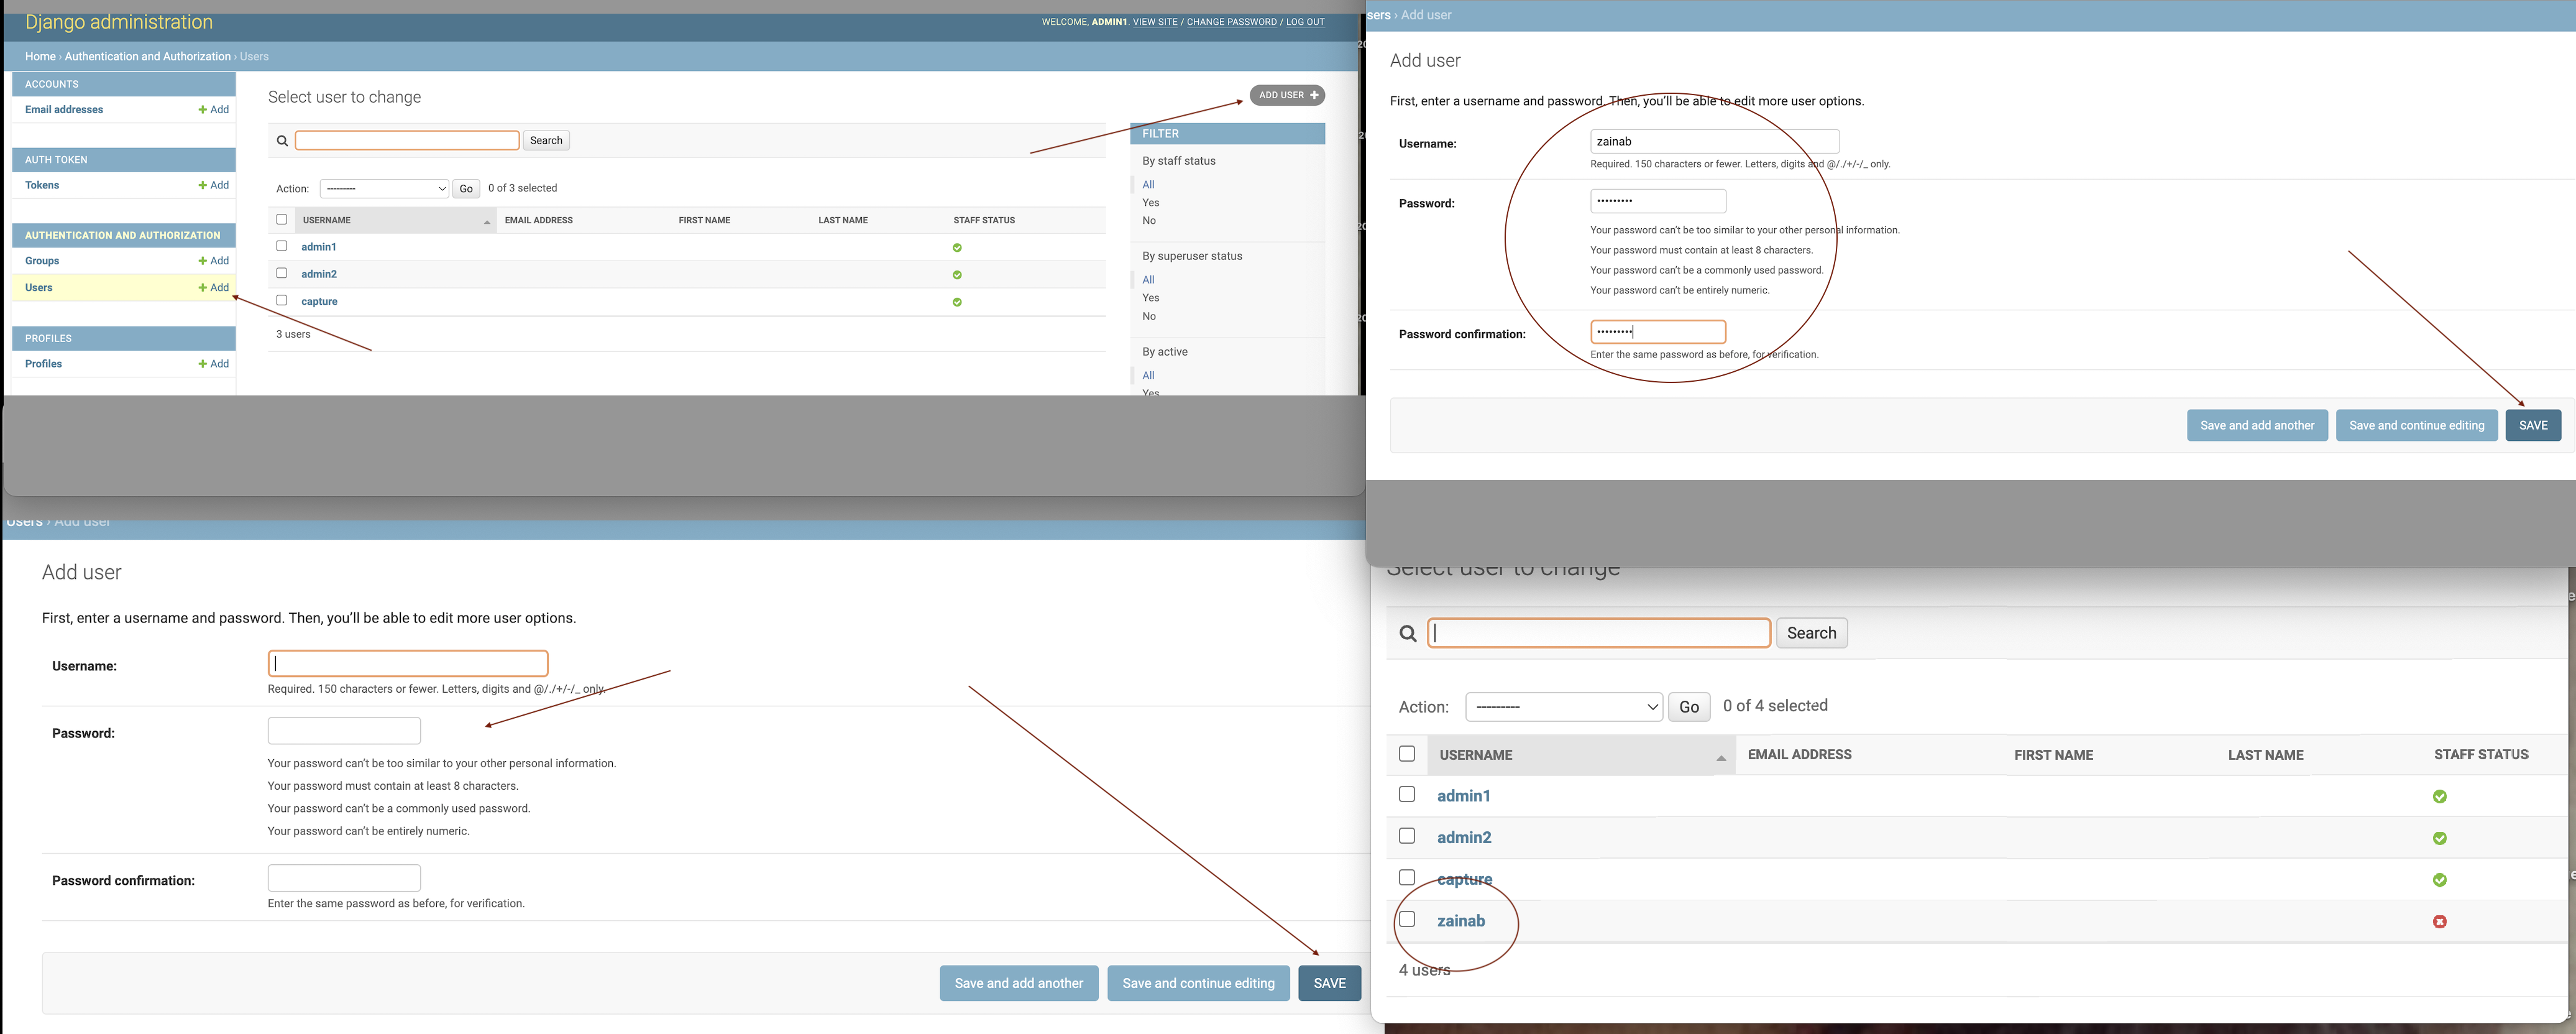 Django administration
WELCOME, ADMIN1. VIEW SITE / CHANGE PASSWORD / LOG OUT
Home › Authentication and Authorization › Users
ACCOUNTS
Email addresses + Add
AUTH TOKEN
Tokens + Add
AUTHENTICATION AND AUTHORIZATION
Groups + Add
Users + Add
PROFILES
Profiles + Add
Select user to change
ADD USER +
Search
Action: --------- Go 0 of 3 selected
USERNAME EMAIL ADDRESS FIRST NAME LAST NAME STAFF STATUS
admin1
admin2
capture
3 users
FILTER
By staff status
All
Yes
No
By superuser status
All
Yes
No
By active
All
Yes
sers › Add user
Add user
First, enter a username and password. Then, you’ll be able to edit more user options.
Username: zainab
Required. 150 characters or fewer. Letters, digits and @/./+/-/_ only.
Password: •••••••••
Your password can’t be too similar to your other personal information.
Your password must contain at least 8 characters.
Your password can’t be a commonly used password.
Your password can’t be entirely numeric.
Password confirmation: •••••••••
Enter the same password as before, for verification.
Save and add another Save and continue editing SAVE
Users › Add user
Add user
First, enter a username and password. Then, you’ll be able to edit more user options.
Username:
Required. 150 characters or fewer. Letters, digits and @/./+/-/_ only.
Password:
Your password can’t be too similar to your other personal information.
Your password must contain at least 8 characters.
Your password can’t be a commonly used password.
Your password can’t be entirely numeric.
Password confirmation:
Enter the same password as before, for verification.
Save and add another Save and continue editing SAVE
Select user to change
Search
Action: --------- Go 0 of 4 selected
USERNAME EMAIL ADDRESS FIRST NAME LAST NAME STAFF STATUS
admin1
admin2
capture
zainab
4 users